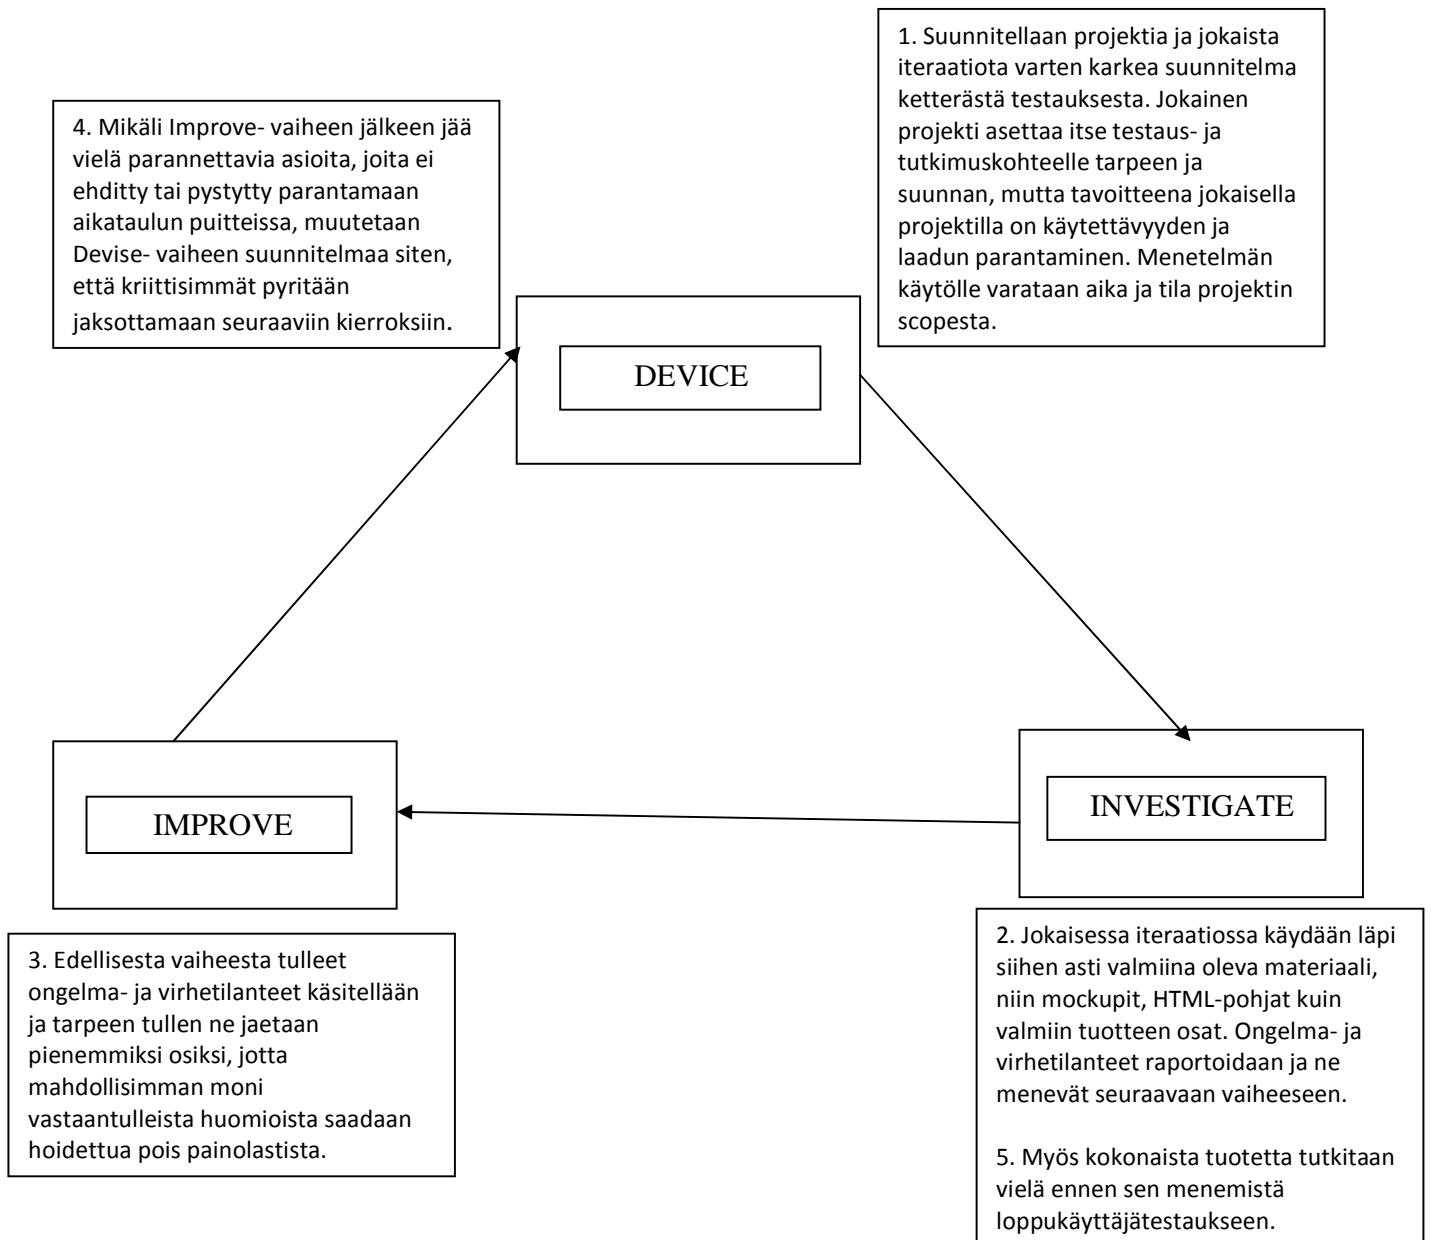 1. Suunnitellaan projektia ja jokaista
iteraatiota varten karkea suunnitelma
ketterästä testauksesta. Jokainen
projekti asettaa itse testaus- ja
tutkimuskohteelle tarpeen ja
suunnan, mutta tavoitteena jokaisella
projektilla on käytettävyyden ja
laadun parantaminen. Menetelmän
käytölle varataan aika ja tila projektin
scopesta.
4. Mikäli Improve- vaiheen jälkeen jää
vielä parannettavia asioita, joita ei
ehditty tai pystytty parantamaan
aikataulun puitteissa, muutetaan
Devise- vaiheen suunnitelmaa siten,
että kriittisimmät pyritään
jaksottamaan seuraaviin kierroksiin.
DEVICE
IMPROVE
INVESTIGATE
3. Edellisesta vaiheesta tulleet
ongelma- ja virhetilanteet käsitellään
ja tarpeen tullen ne jaetaan
pienemmiksi osiksi, jotta
mahdollisimman moni
vastaantulleista huomioista saadaan
hoidettua pois painolastista.
2. Jokaisessa iteraatiossa käydään läpi
siihen asti valmiina oleva materiaali,
niin mockupit, HTML-pohjat kuin
valmiin tuotteen osat. Ongelma- ja
virhetilanteet raportoidaan ja ne
menevät seuraavaan vaiheeseen.
5. Myös kokonaista tuotetta tutkitaan
vielä ennen sen menemistä
loppukäyttäjätestaukseen.